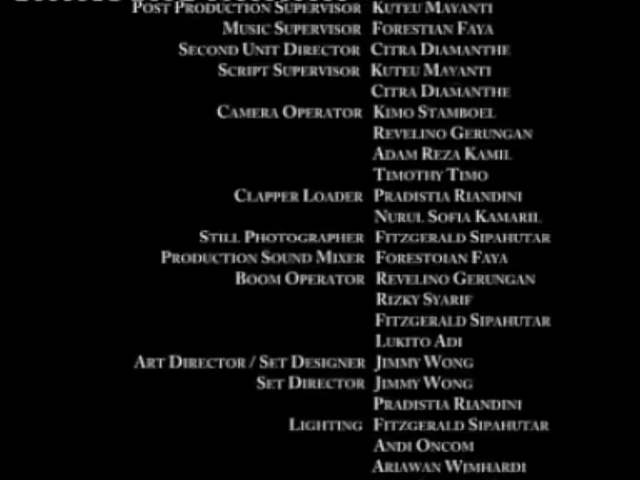 Post Production Supervisor Kuteu Mayanti
Music Supervisor Forestian Faya
Second Unit Director Citra Diamanthe
Script Supervisor Kuteu Mayanti
Citra Diamanthe
Camera Operator Kimo Stamboel
Revelino Gerungan
Adam Reza Kamil
Timothy Timo
Clapper Loader Pradistia Riandini
Nurul Sofia Kamaril
Still Photographer Fitzgerald Sipahutar
Production Sound Mixer Forestoian Faya
Boom Operator Revelino Gerungan
Rizky Syarif
Fitzgerald Sipahutar
Lukito Adi
Art Director / Set Designer Jimmy Wong
Set Director Jimmy Wong
Pradistia Riandini
Lighting Fitzgerald Sipahutar
Andi Oncom
Ariawan Wimhardi